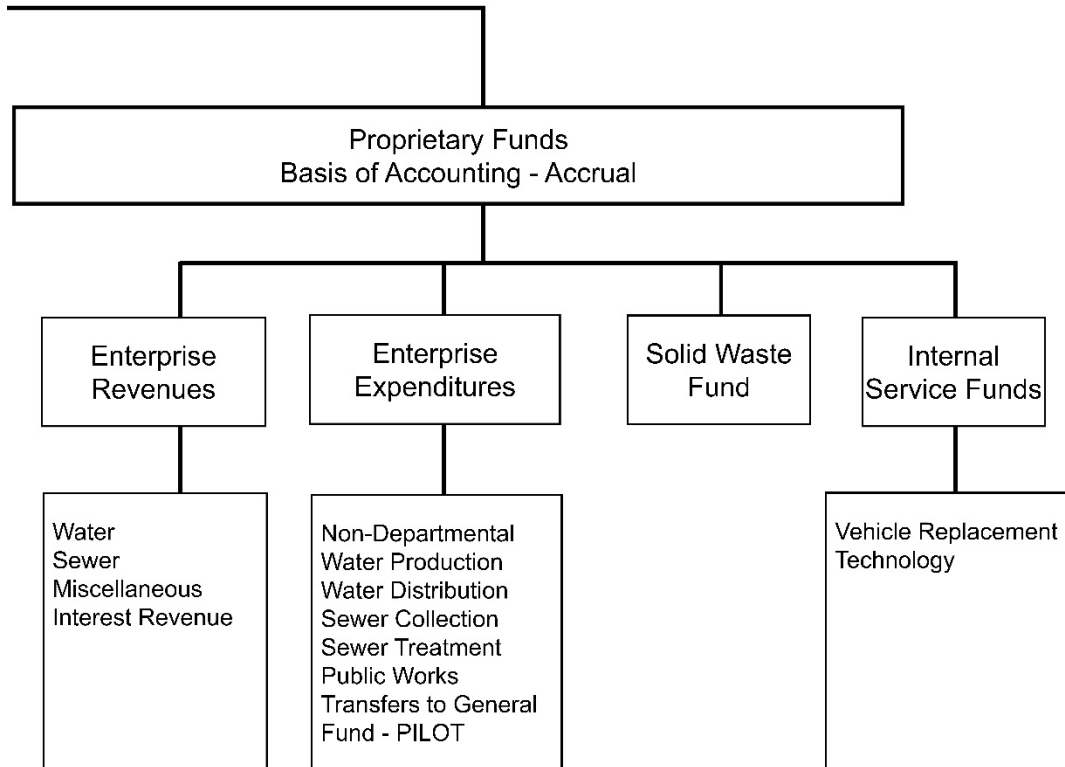 Proprietary Funds
Basis of Accounting - Accrual
Enterprise
Revenues
Enterprise
Expenditures
Solid Waste
Fund
Internal
Service Funds
Water
Sewer
Miscellaneous
Interest Revenue
Non-Departmental
Water Production
Water Distribution
Sewer Collection
Sewer Treatment
Public Works
Transfers to General
Fund - PILOT
Vehicle Replacement
Technology